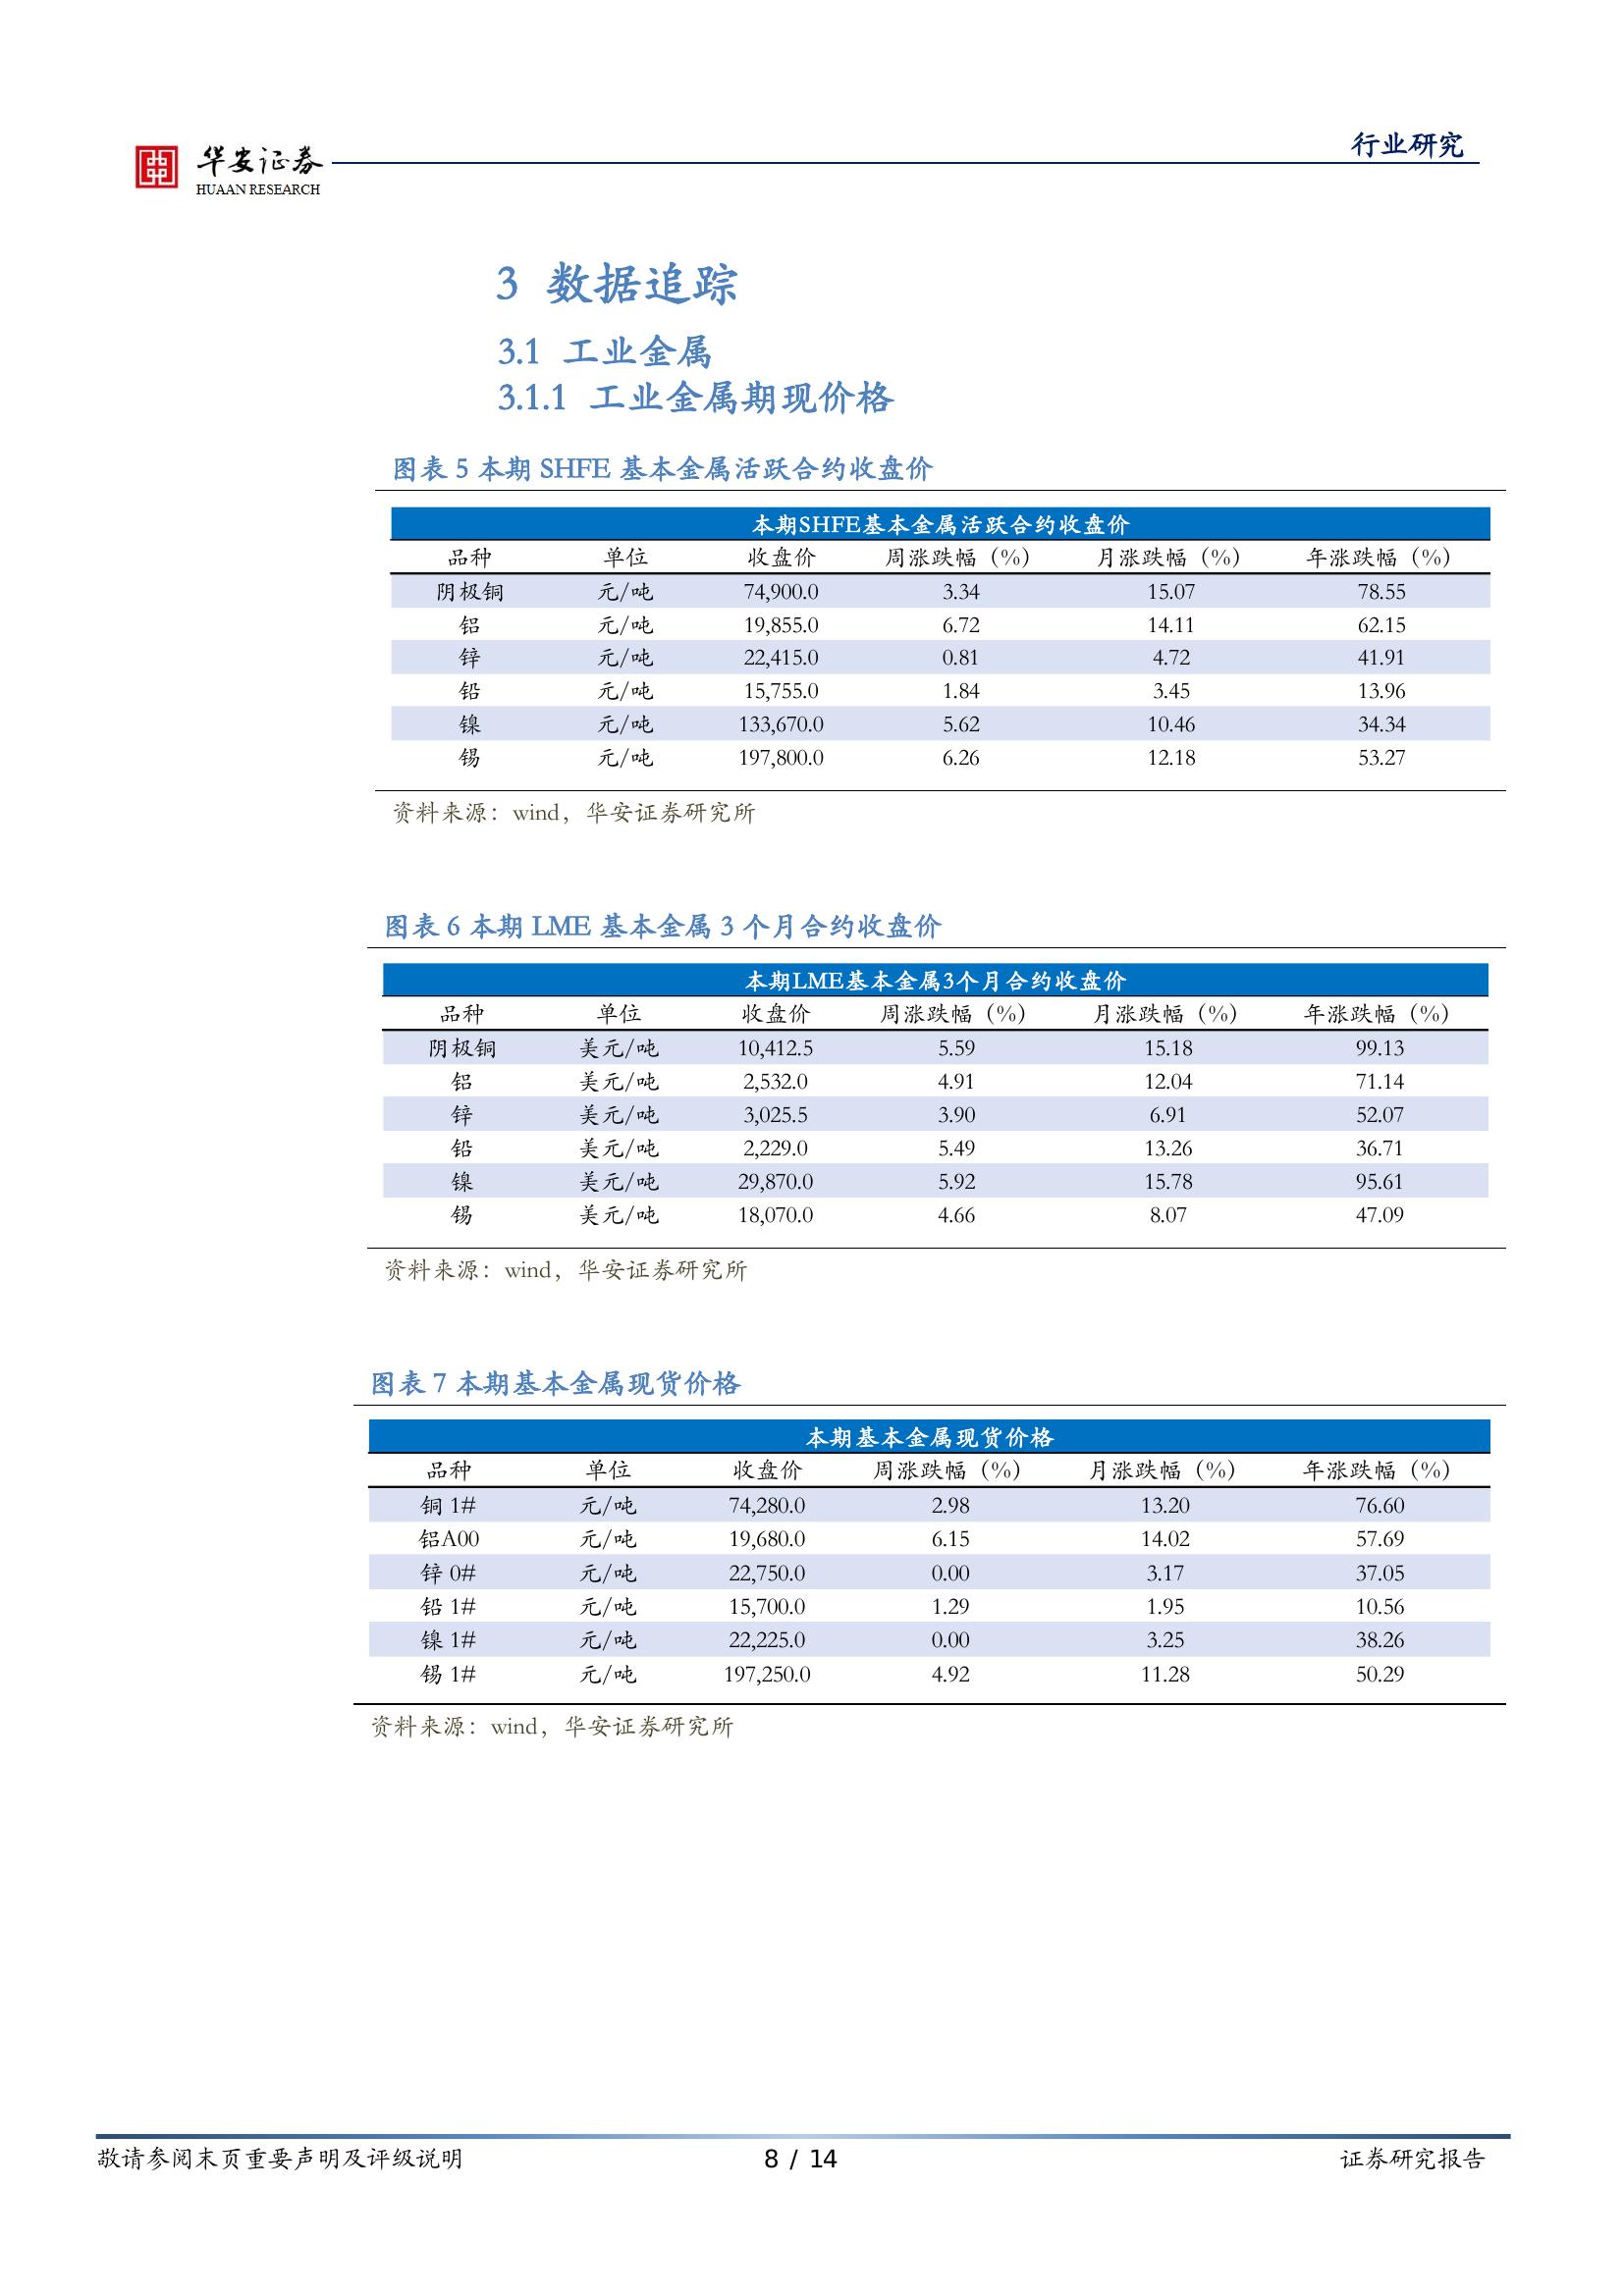 行业研究
华安证券
HUAAN RESEARCH
3 数据追踪
3.1 工业金属
3.1.1 工业金属期现价格
图表 5 本期 SHFE 基本金属活跃合约收盘价
本期SHFE基本金属活跃合约收盘价
品种 单位 收盘价 周涨跌幅（%） 月涨跌幅（%） 年涨跌幅（%）
阴极铜 元/吨 74,900.0 3.34 15.07 78.55
铝 元/吨 19,855.0 6.72 14.11 62.15
锌 元/吨 22,415.0 0.81 4.72 41.91
铅 元/吨 15,755.0 1.84 3.45 13.96
镍 元/吨 133,670.0 5.62 10.46 34.34
锡 元/吨 197,800.0 6.26 12.18 53.27
资料来源：wind，华安证券研究所
图表 6 本期 LME 基本金属 3 个月合约收盘价
本期LME基本金属3个月合约收盘价
品种 单位 收盘价 周涨跌幅（%） 月涨跌幅（%） 年涨跌幅（%）
阴极铜 美元/吨 10,412.5 5.59 15.18 99.13
铝 美元/吨 2,532.0 4.91 12.04 71.14
锌 美元/吨 3,025.5 3.90 6.91 52.07
铅 美元/吨 2,229.0 5.49 13.26 36.71
镍 美元/吨 29,870.0 5.92 15.78 95.61
锡 美元/吨 18,070.0 4.66 8.07 47.09
资料来源：wind，华安证券研究所
图表 7 本期基本金属现货价格
本期基本金属现货价格
品种 单位 收盘价 周涨跌幅（%） 月涨跌幅（%） 年涨跌幅（%）
铜 1# 元/吨 74,280.0 2.98 13.20 76.60
铝A00 元/吨 19,680.0 6.15 14.02 57.69
锌 0# 元/吨 22,750.0 0.00 3.17 37.05
铅 1# 元/吨 15,700.0 1.29 1.95 10.56
镍 1# 元/吨 22,225.0 0.00 3.25 38.26
锡 1# 元/吨 197,250.0 4.92 11.28 50.29
资料来源：wind，华安证券研究所
敬请参阅末页重要声明及评级说明 8 / 14 证券研究报告